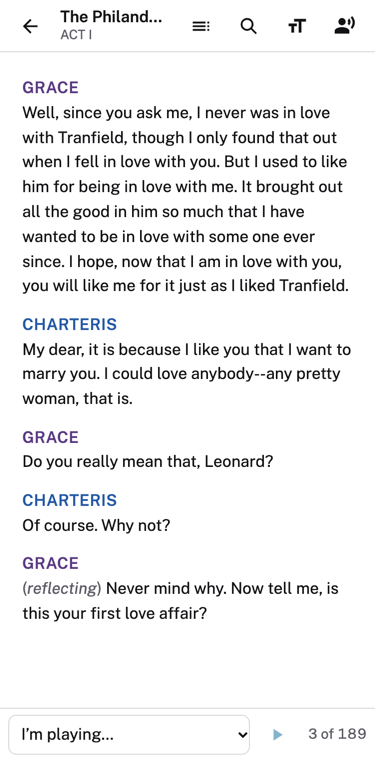 The Philand...
ACT I
GRACE
Well, since you ask me, I never was in love
with Tranfield, though I only found that out
when I fell in love with you. But I used to like
him for being in love with me. It brought out
all the good in him so much that I have
wanted to be in love with some one ever
since. I hope, now that I am in love with you,
you will like me for it just as I liked Tranfield.
CHARTERIS
My dear, it is because I like you that I want to
marry you. I could love anybody--any pretty
woman, that is.
GRACE
Do you really mean that, Leonard?
CHARTERIS
Of course. Why not?
GRACE
(reflecting) Never mind why. Now tell me, is
this your first love affair?
I'm playing...
3 of 189